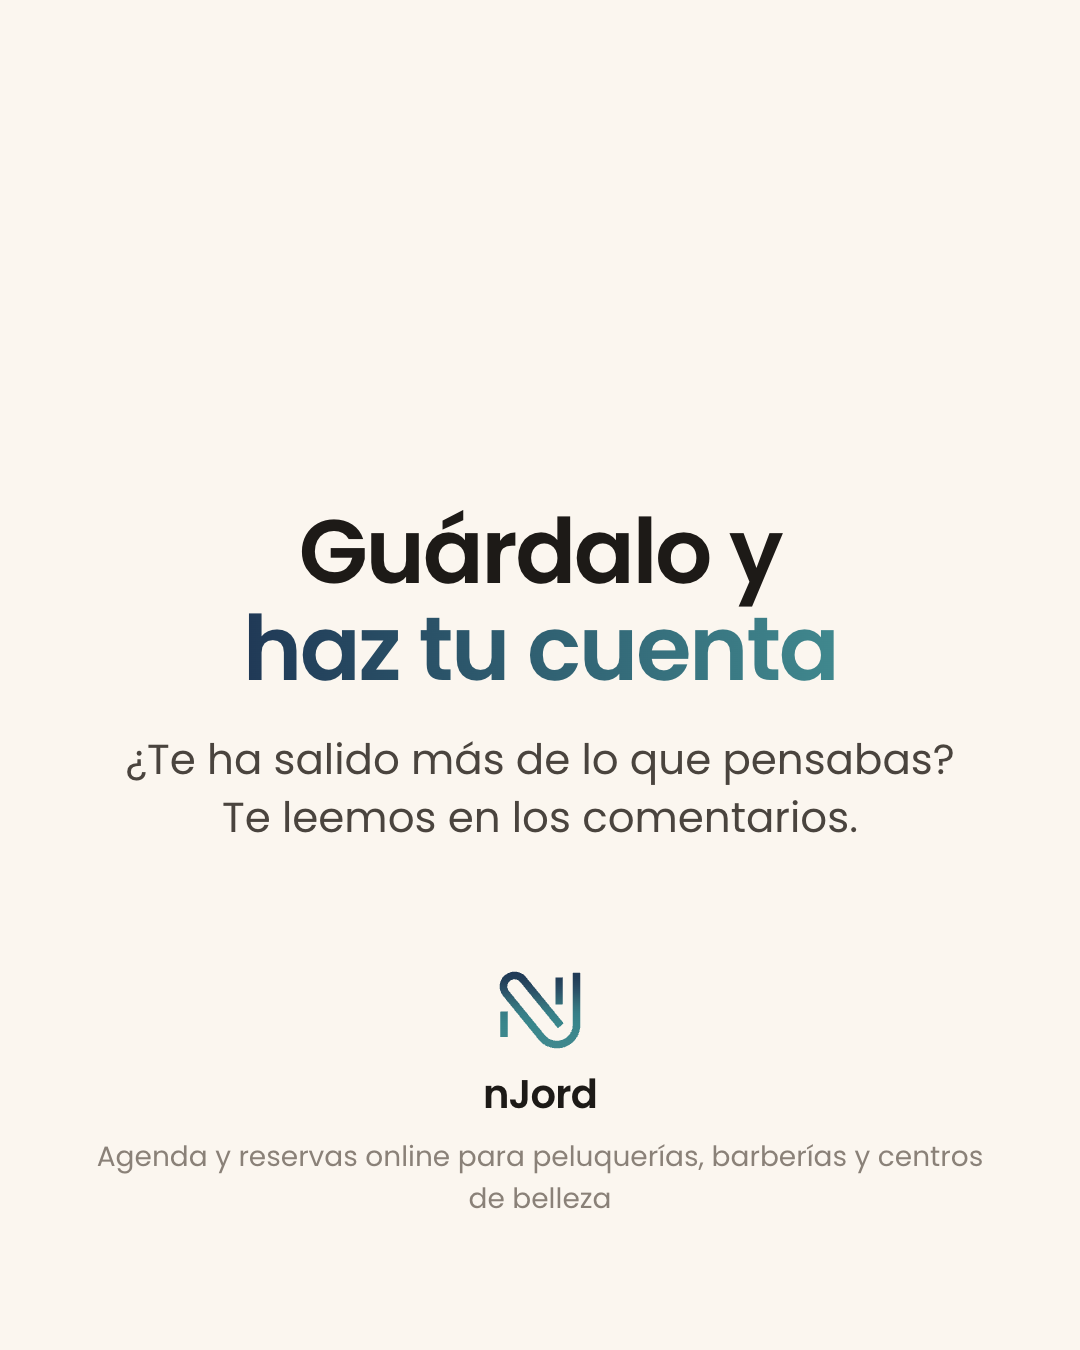 Guárdalo y
haz tu cuenta
¿Te ha salido más de lo que pensabas?
Te leemos en los comentarios.
nJord
Agenda y reservas online para peluquerías, barberías y centros
de belleza